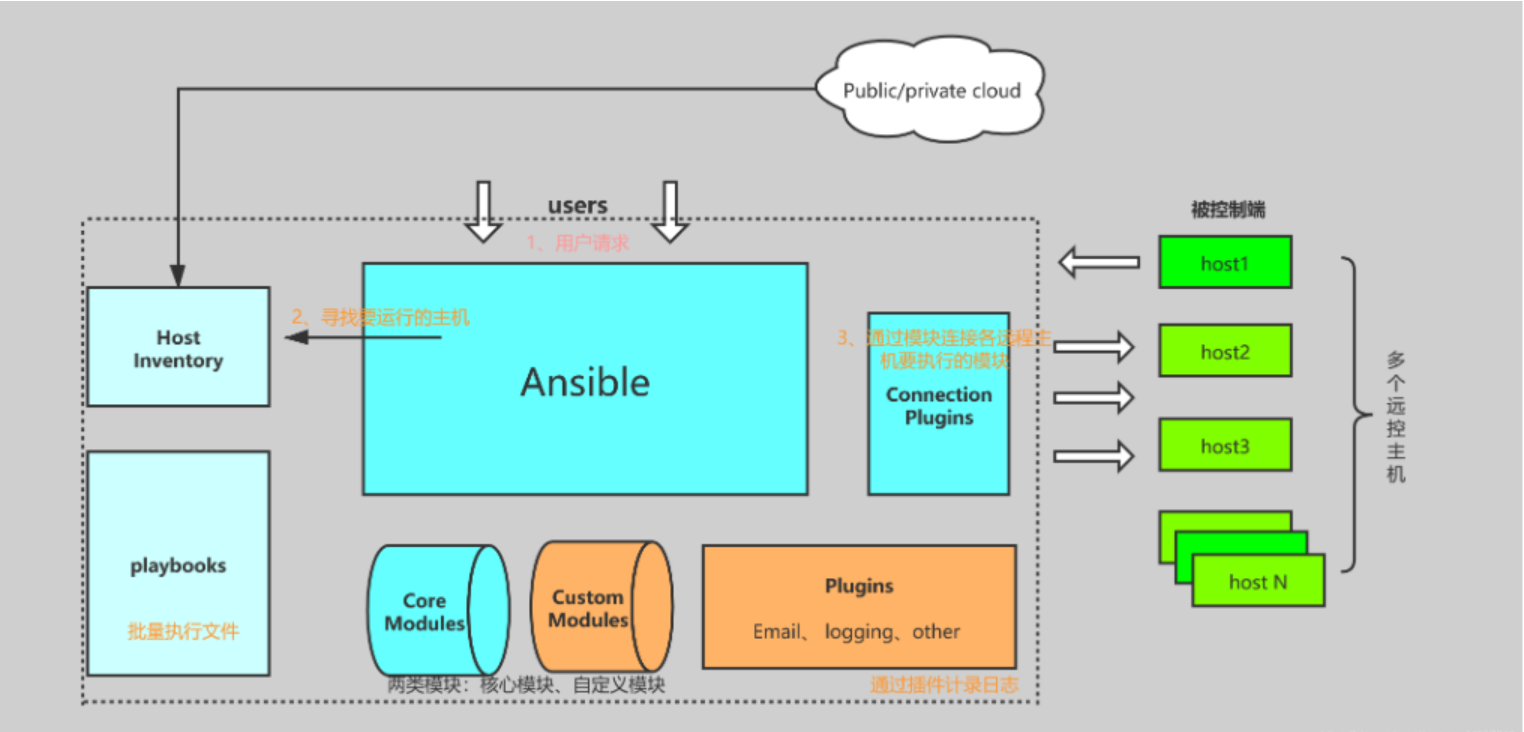 Public/private cloud
users
1、用户请求
被控制端
host1
Host
Inventory
2、寻找要运行的主机
Ansible
3、通过模块连接各远程主
机要执行的模块
Connection
Plugins
host2
host3
host N
多个远控主机
playbooks
批量执行文件
Core
Modules
Custom
Modules
两类模块：核心模块、自定义模块
Plugins
Email、 logging、other
通过插件计录日志